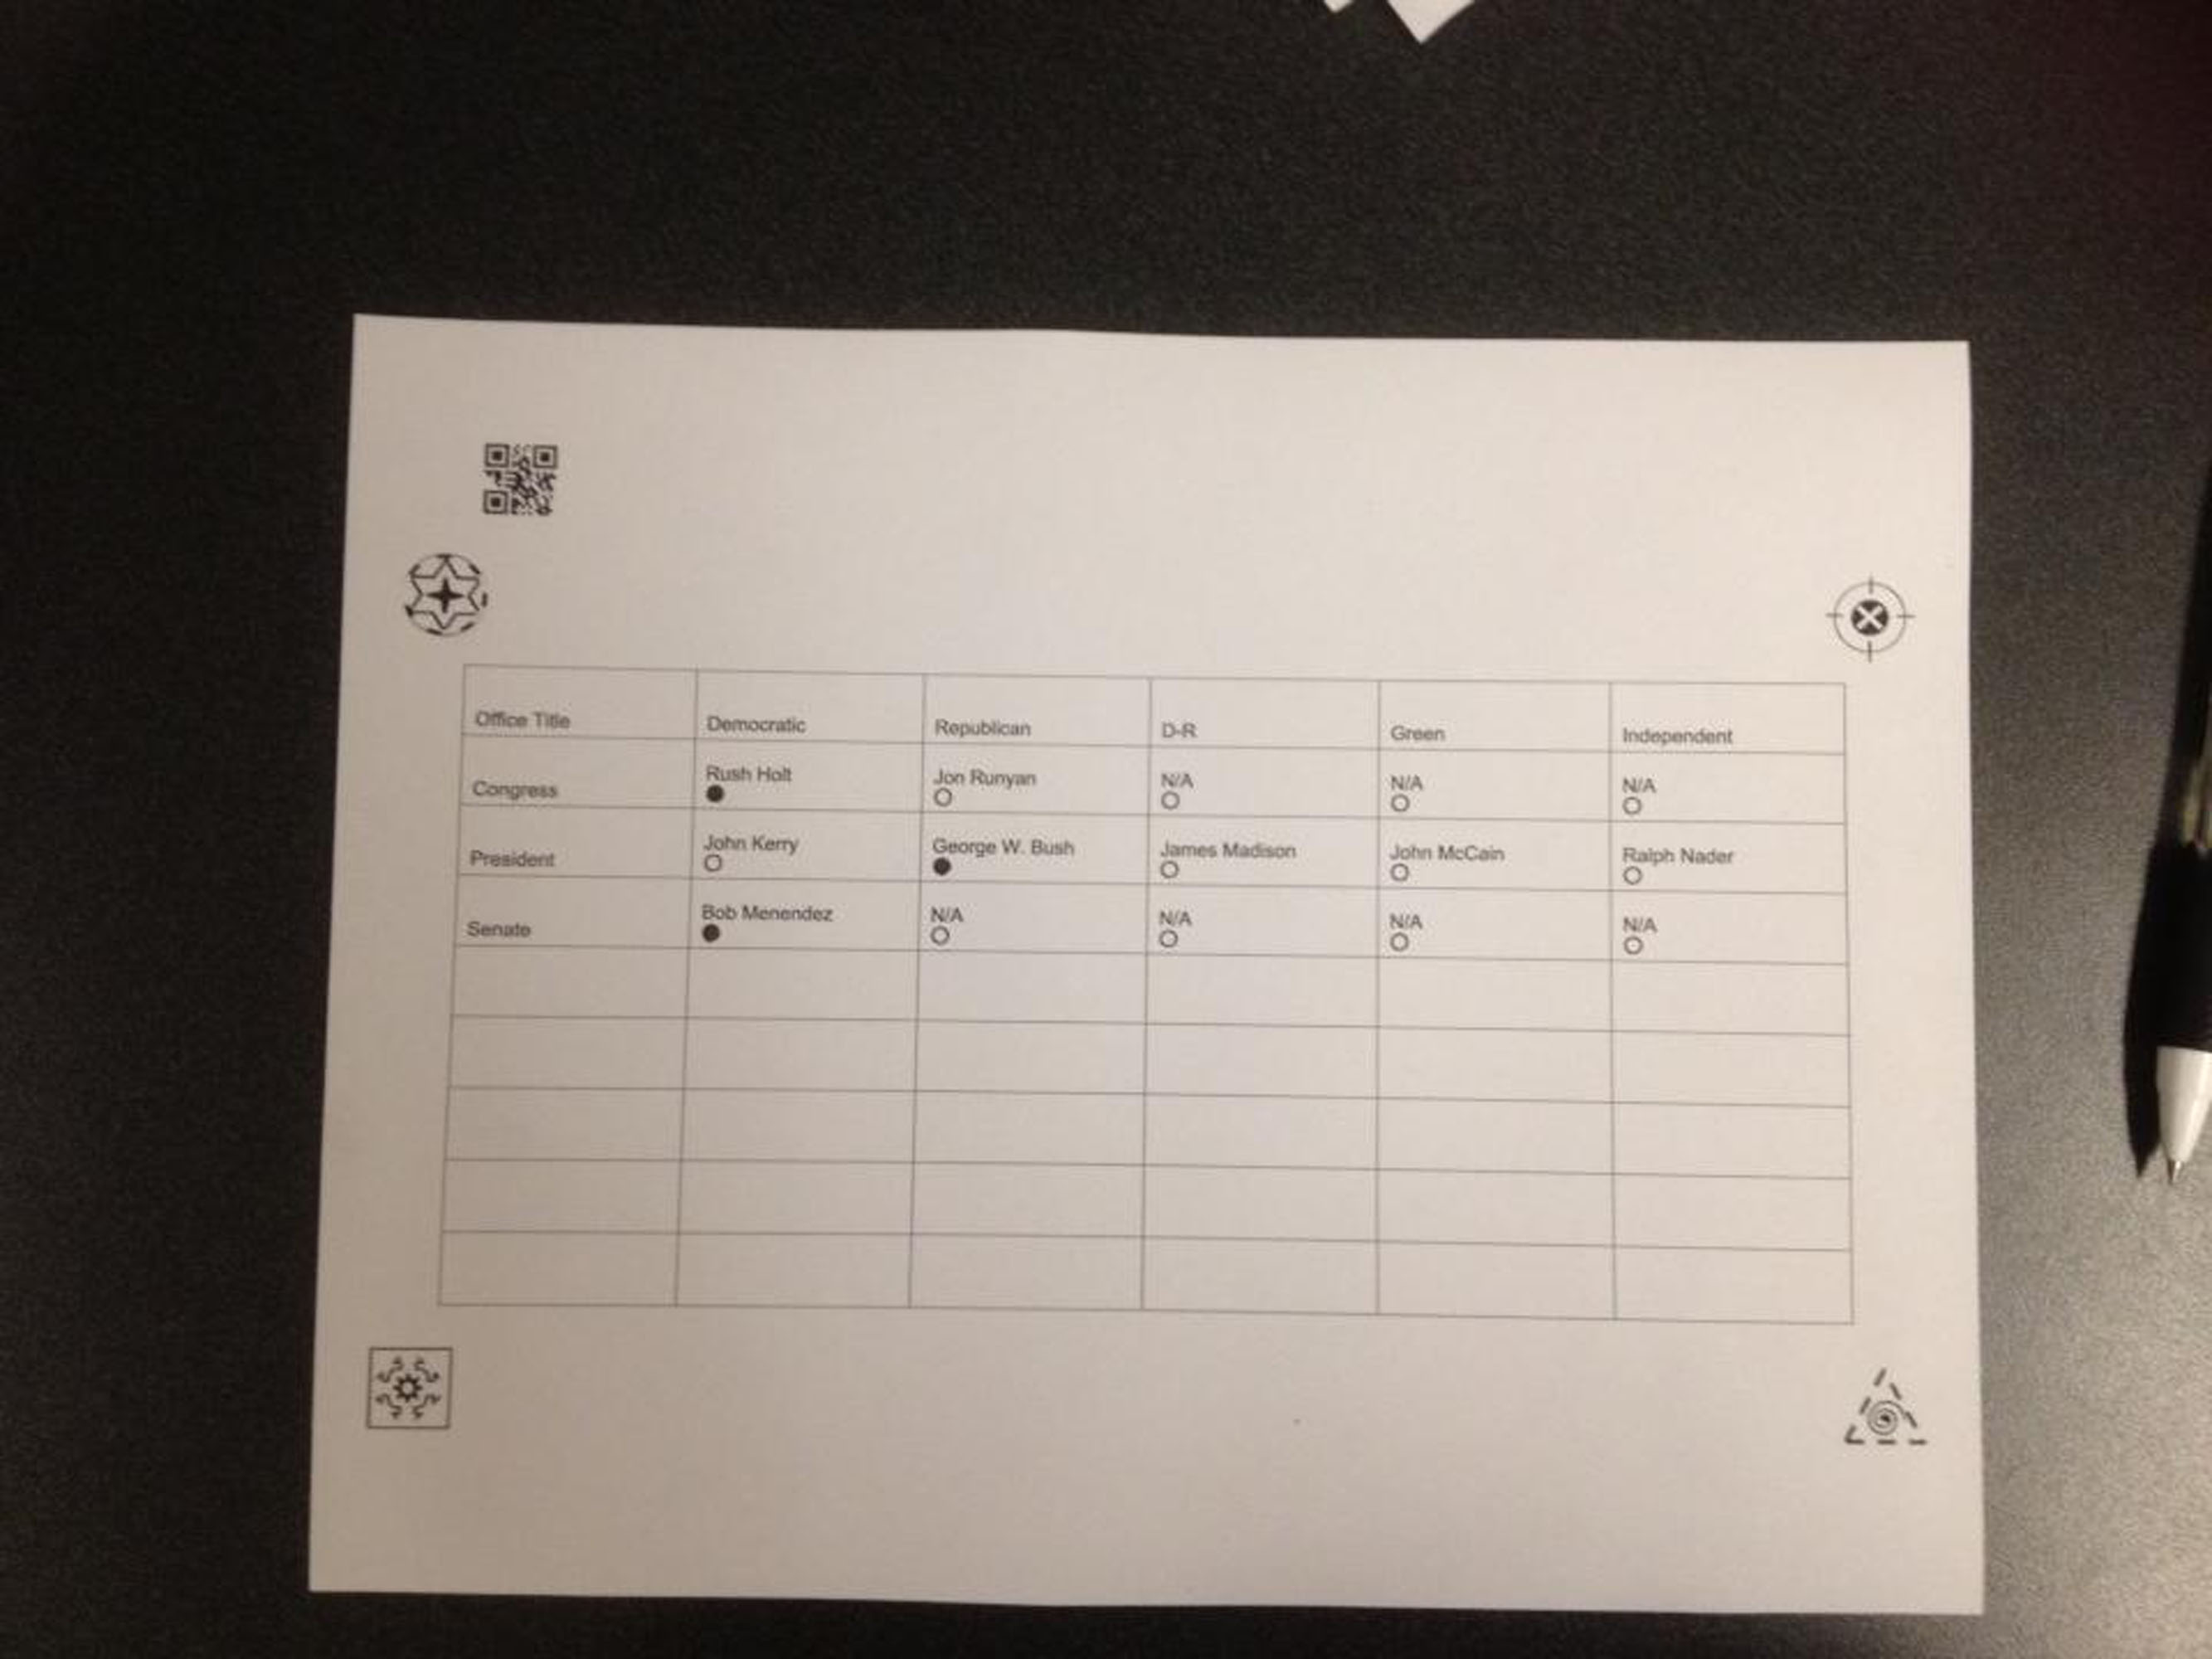 Office Title Democratic Republican D-R Green Independent
Rush Holt Jon Runyan N/A N/A N/A
Congress
John Kerry George W. Bush James Madison John McCain Ralph Nader
President
Bob Menendez N/A N/A N/A N/A
Senate